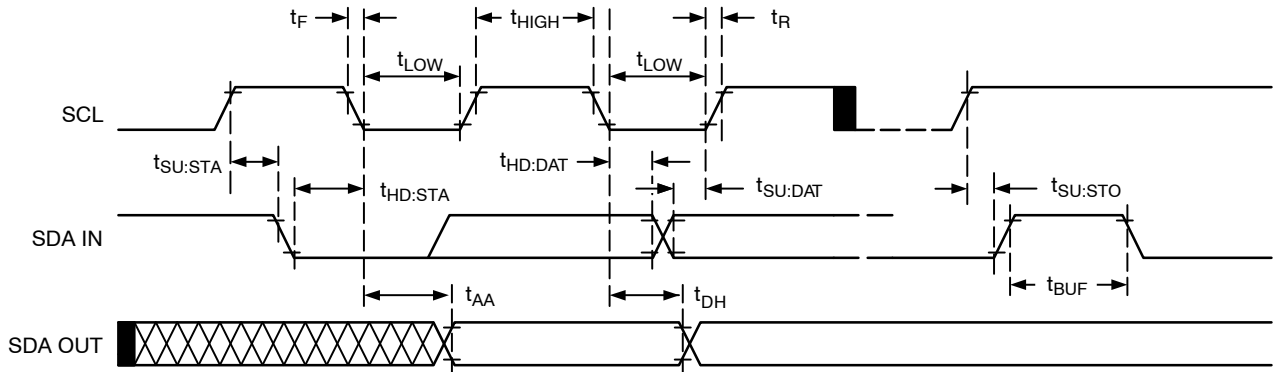 tF
tHIGH
tR
tLOW
tLOW
SCL
tSU:STA
tHD:STA
tHD:DAT
tSU:DAT
tSU:STO
SDA IN
tAA
tDH
tBUF
SDA OUT